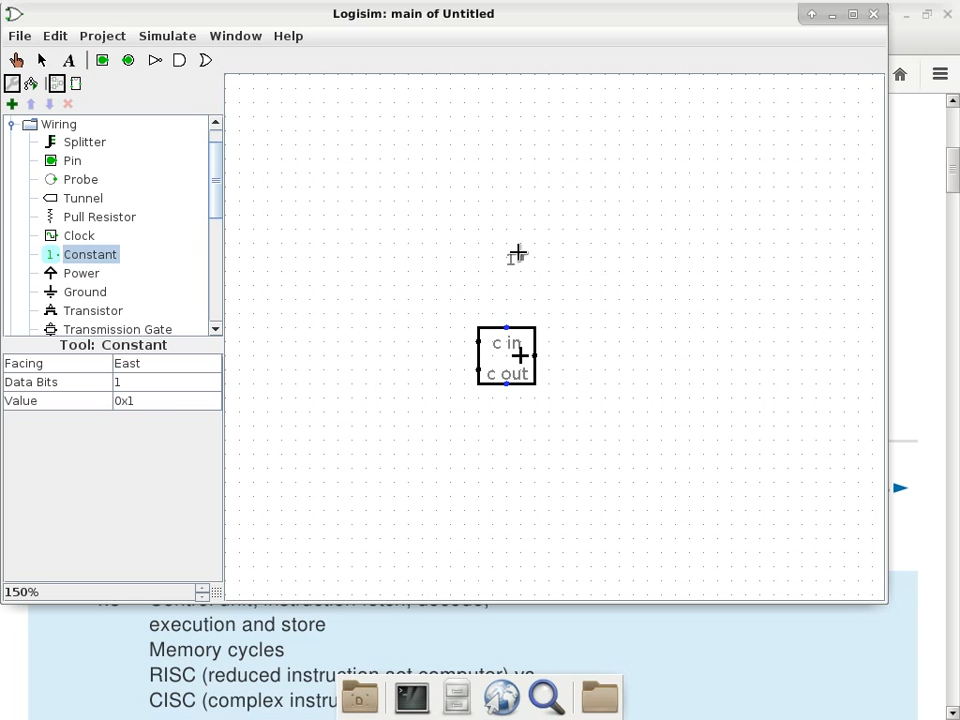 Logisim: main of Untitled
File Edit Project Simulate Window Help
A
Wiring
Splitter
Pin
Probe
Tunnel
Pull Resistor
Clock
1 Constant
Power
Ground
Transistor
Transmission Gate
Tool: Constant
Facing East
Data Bits 1
Value 0x1
150%
c in
c out
execution and store
Memory cycles
RISC (reduced instruction set computer) vs
CISC (complex instru